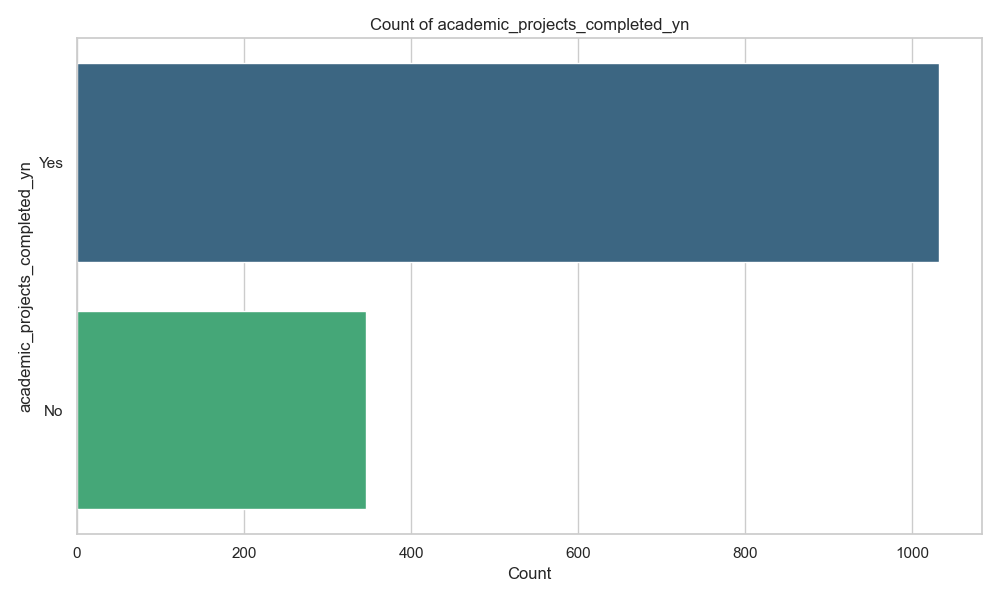 Count of academic_projects_completed_yn
academic_projects_completed_yn
Yes
No
0 200 400 600 800 1000
Count